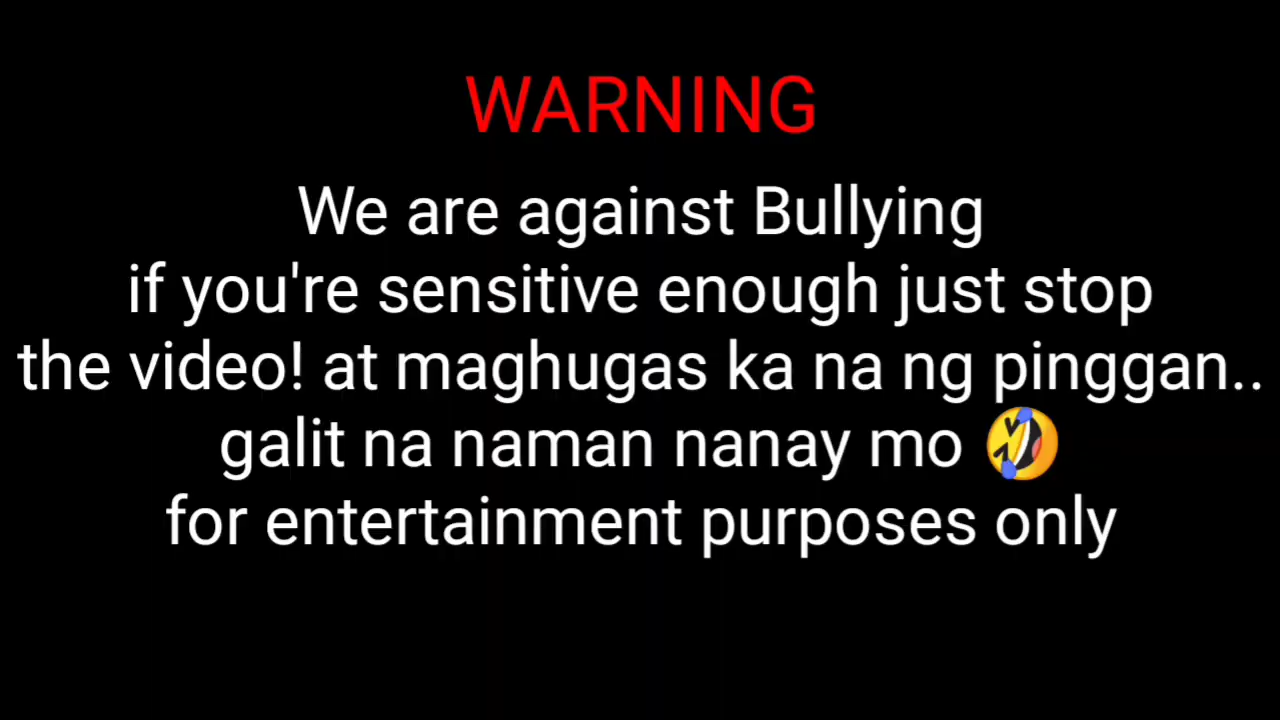 WARNING
We are against Bullying
if you're sensitive enough just stop
the video! at maghugas ka na ng pinggan..
galit na naman nanay mo 🤣
for entertainment purposes only